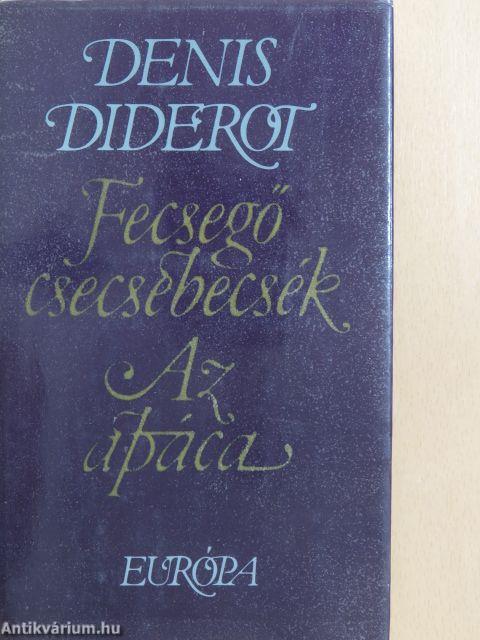 DENIS
DIDEROT
Fecsegő
csecsebecsék
Az
apáca
EURÓPA
Antikvárium.hu